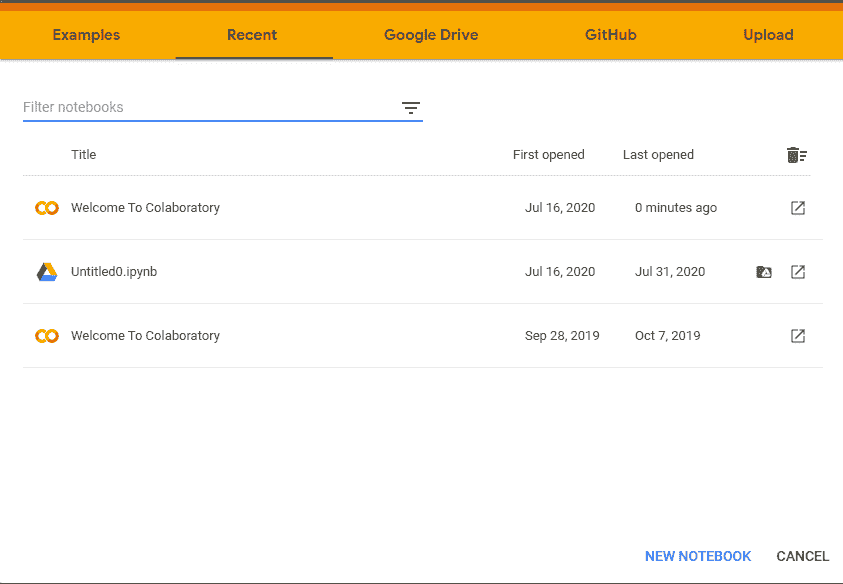 Examples Recent Google Drive GitHub Upload
Filter notebooks
Title First opened Last opened
Welcome To Colaboratory Jul 16, 2020 0 minutes ago
Untitled0.ipynb Jul 16, 2020 Jul 31, 2020
Welcome To Colaboratory Sep 28, 2019 Oct 7, 2019
NEW NOTEBOOK CANCEL